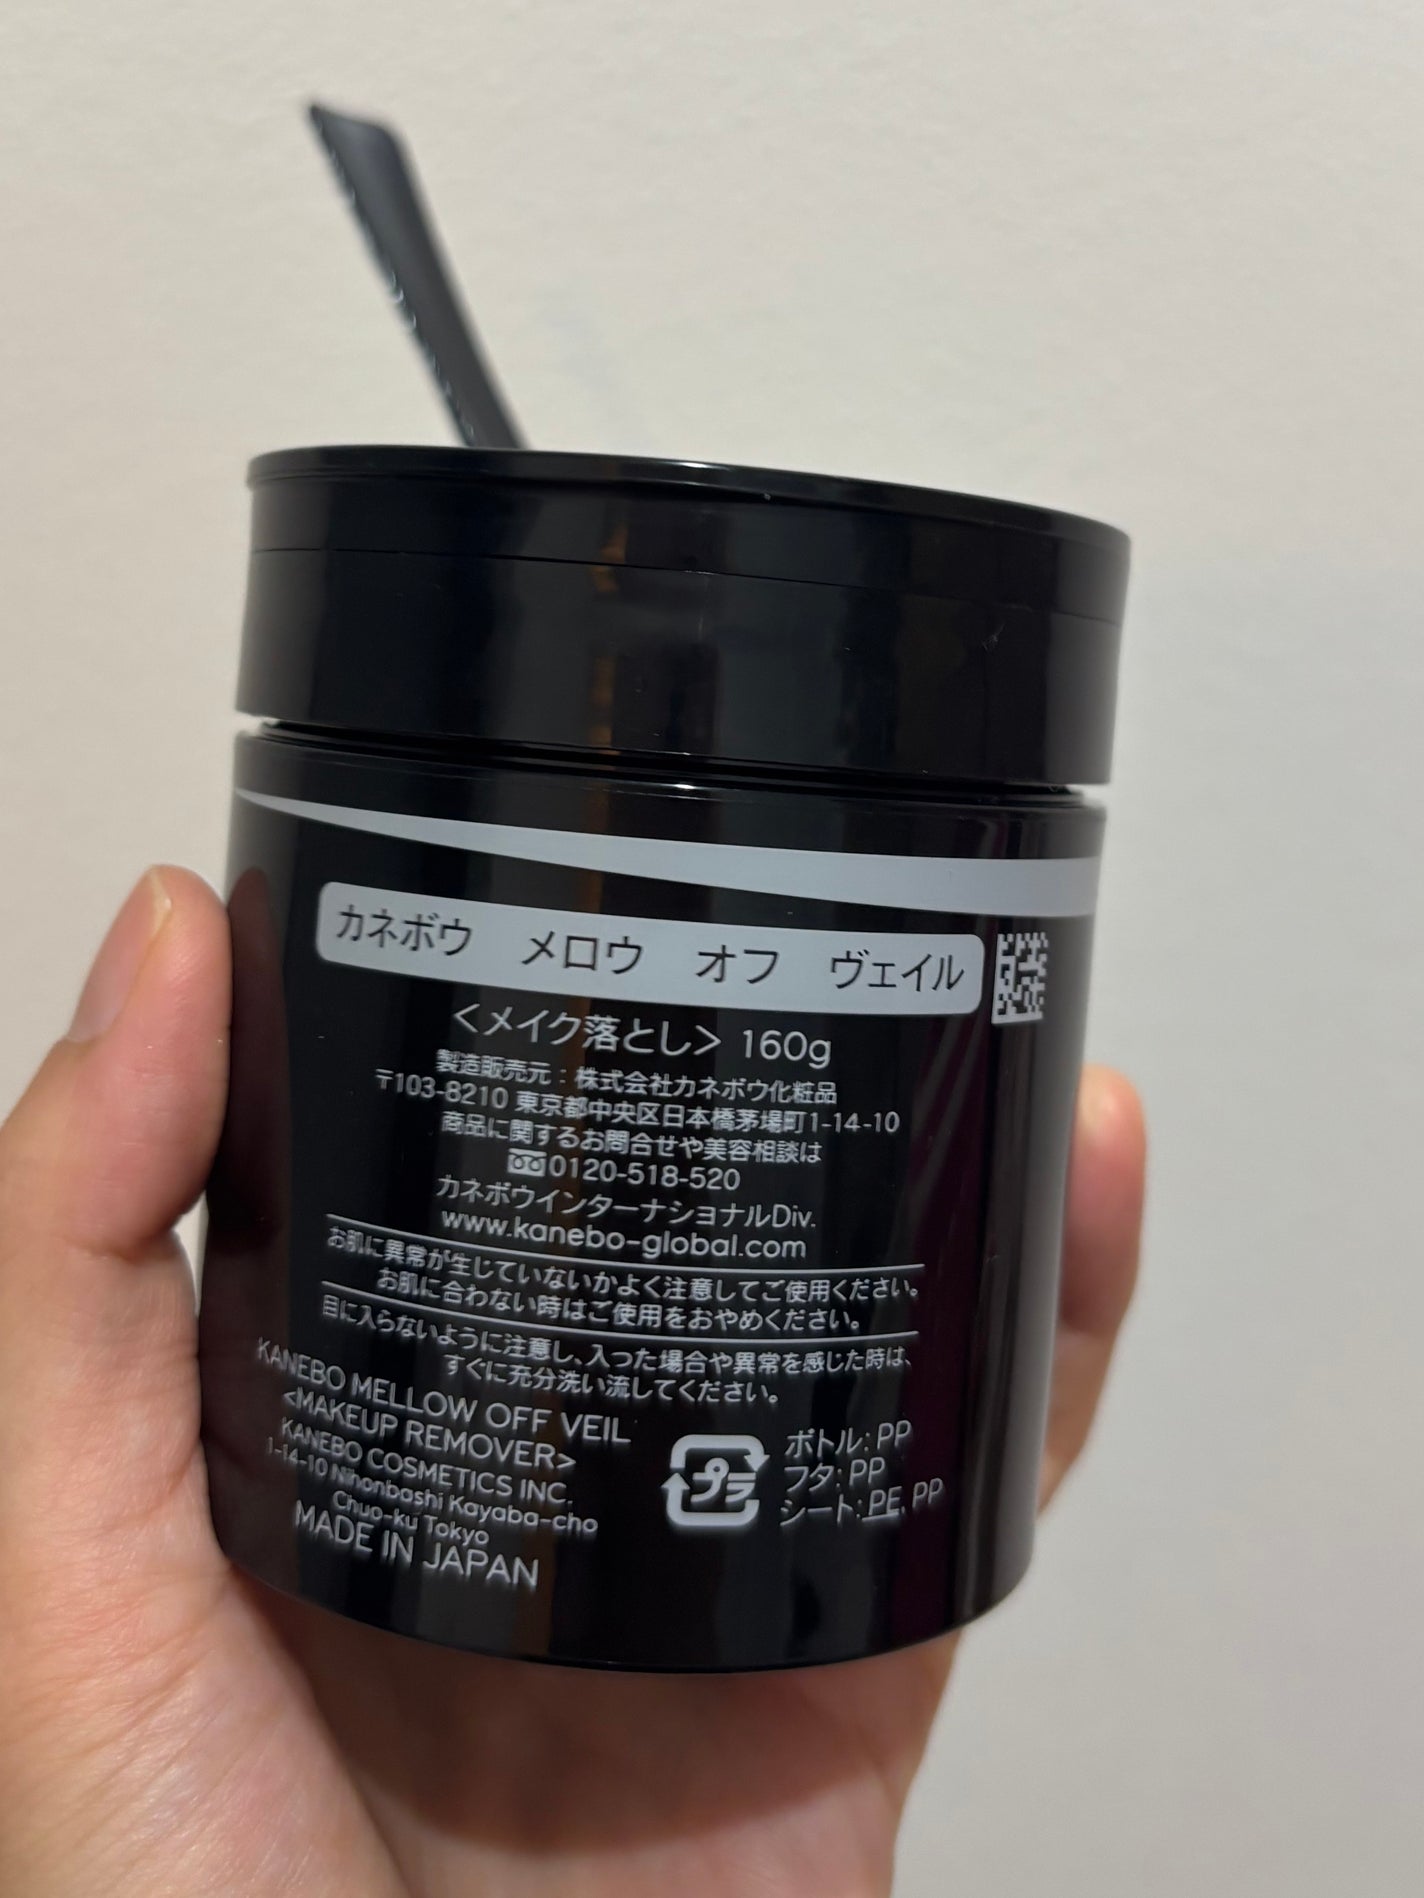 カネボウ メロウ オフ ヴェイル
<メイク落とし> 160g
製造販売元：株式会社カネボウ化粧品
〒103-8210 東京都中央区日本橋茅場町1-14-10
商品に関するお問合せや美容相談は
0120-518-520
カネボウインターナショナルDiv.
www.kanebo-global.com
お肌に異常が生じていないかよく注意してご使用ください。
お肌に合わない時はご使用をおやめください。
目に入らないように注意し、入った場合や異常を感じた時は、
すぐに充分洗い流してください。
KANEBO MELLOW OFF VEIL
<MAKEUP REMOVER>
KANEBO COSMETICS INC.
1-14-10 Nihonbashi Kayaba-cho
Chuo-ku Tokyo
MADE IN JAPAN
プラ
ボトル: PP
フタ: PP
シート: PE, PP